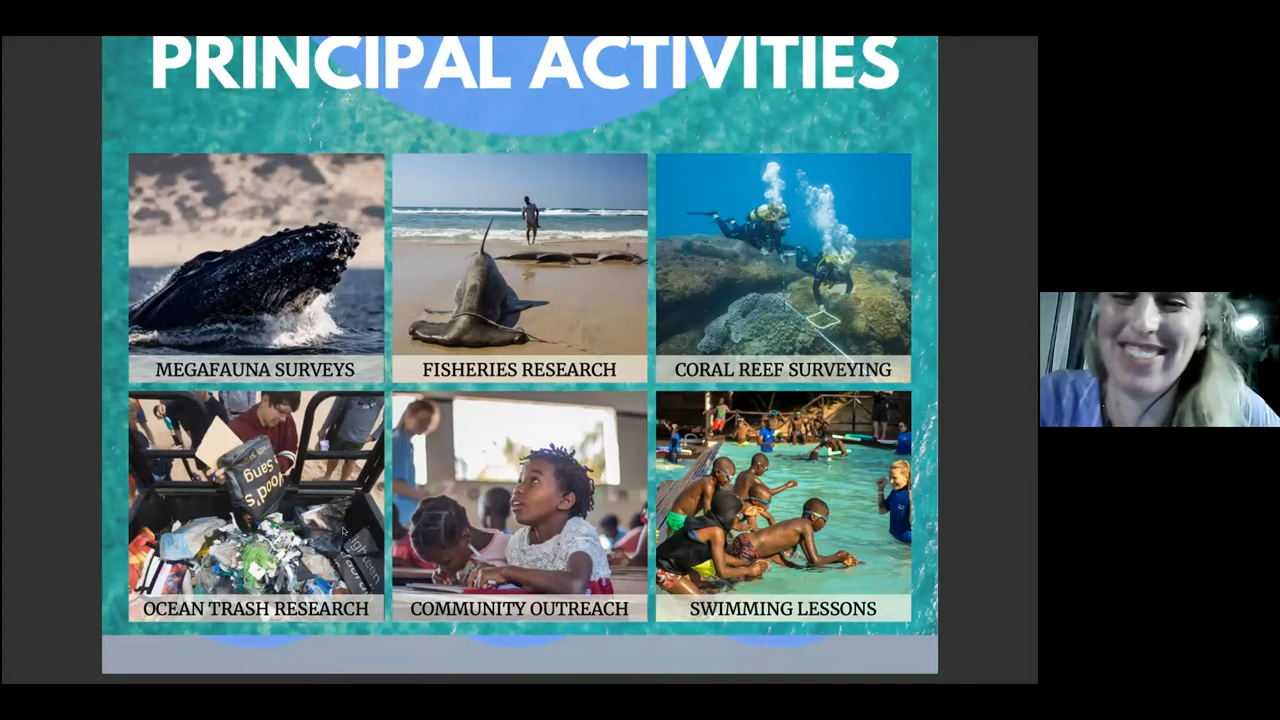 PRINCIPAL ACTIVITIES
MEGAFAUNA SURVEYS
FISHERIES RESEARCH
CORAL REEF SURVEYING
OCEAN TRASH RESEARCH
COMMUNITY OUTREACH
SWIMMING LESSONS